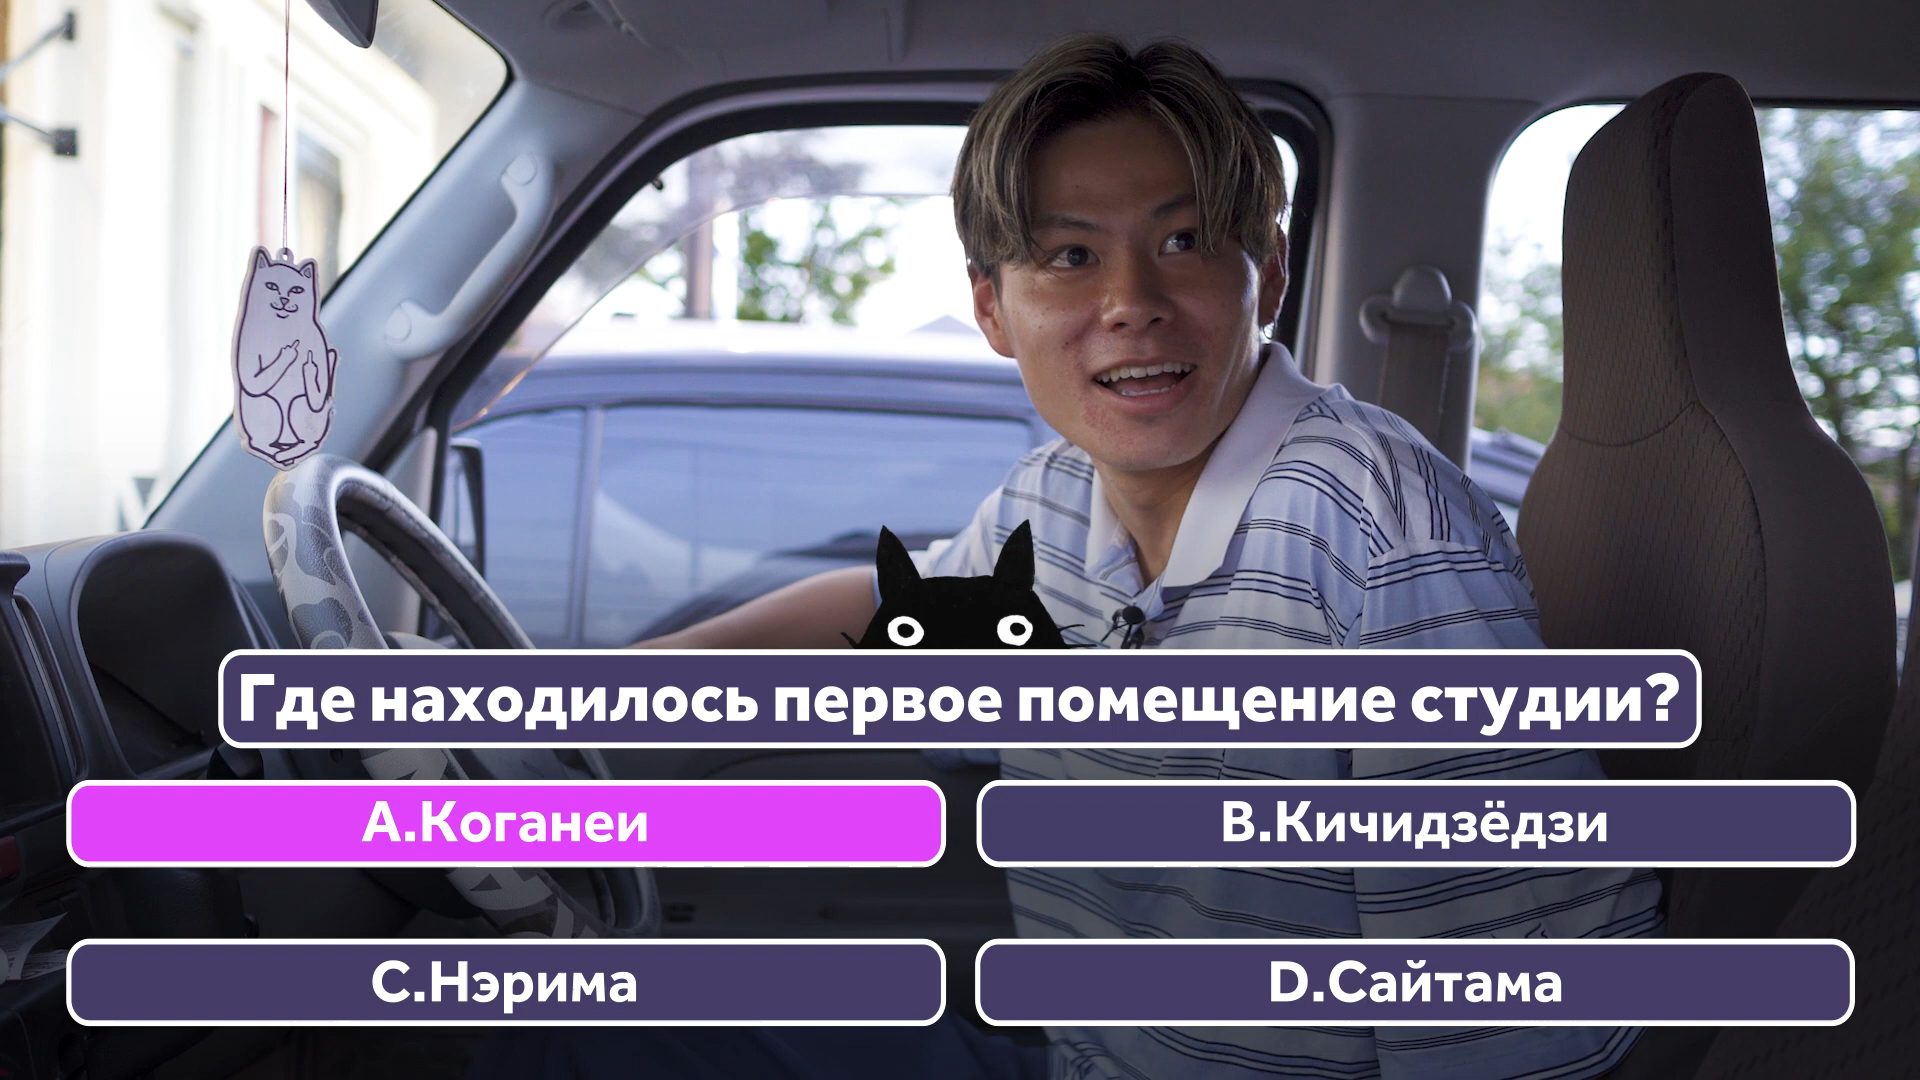 Где находилось первое помещение студии?
A.Коганеи
B.Кичидзёдзи
C.Нэрима
D.Сайтама